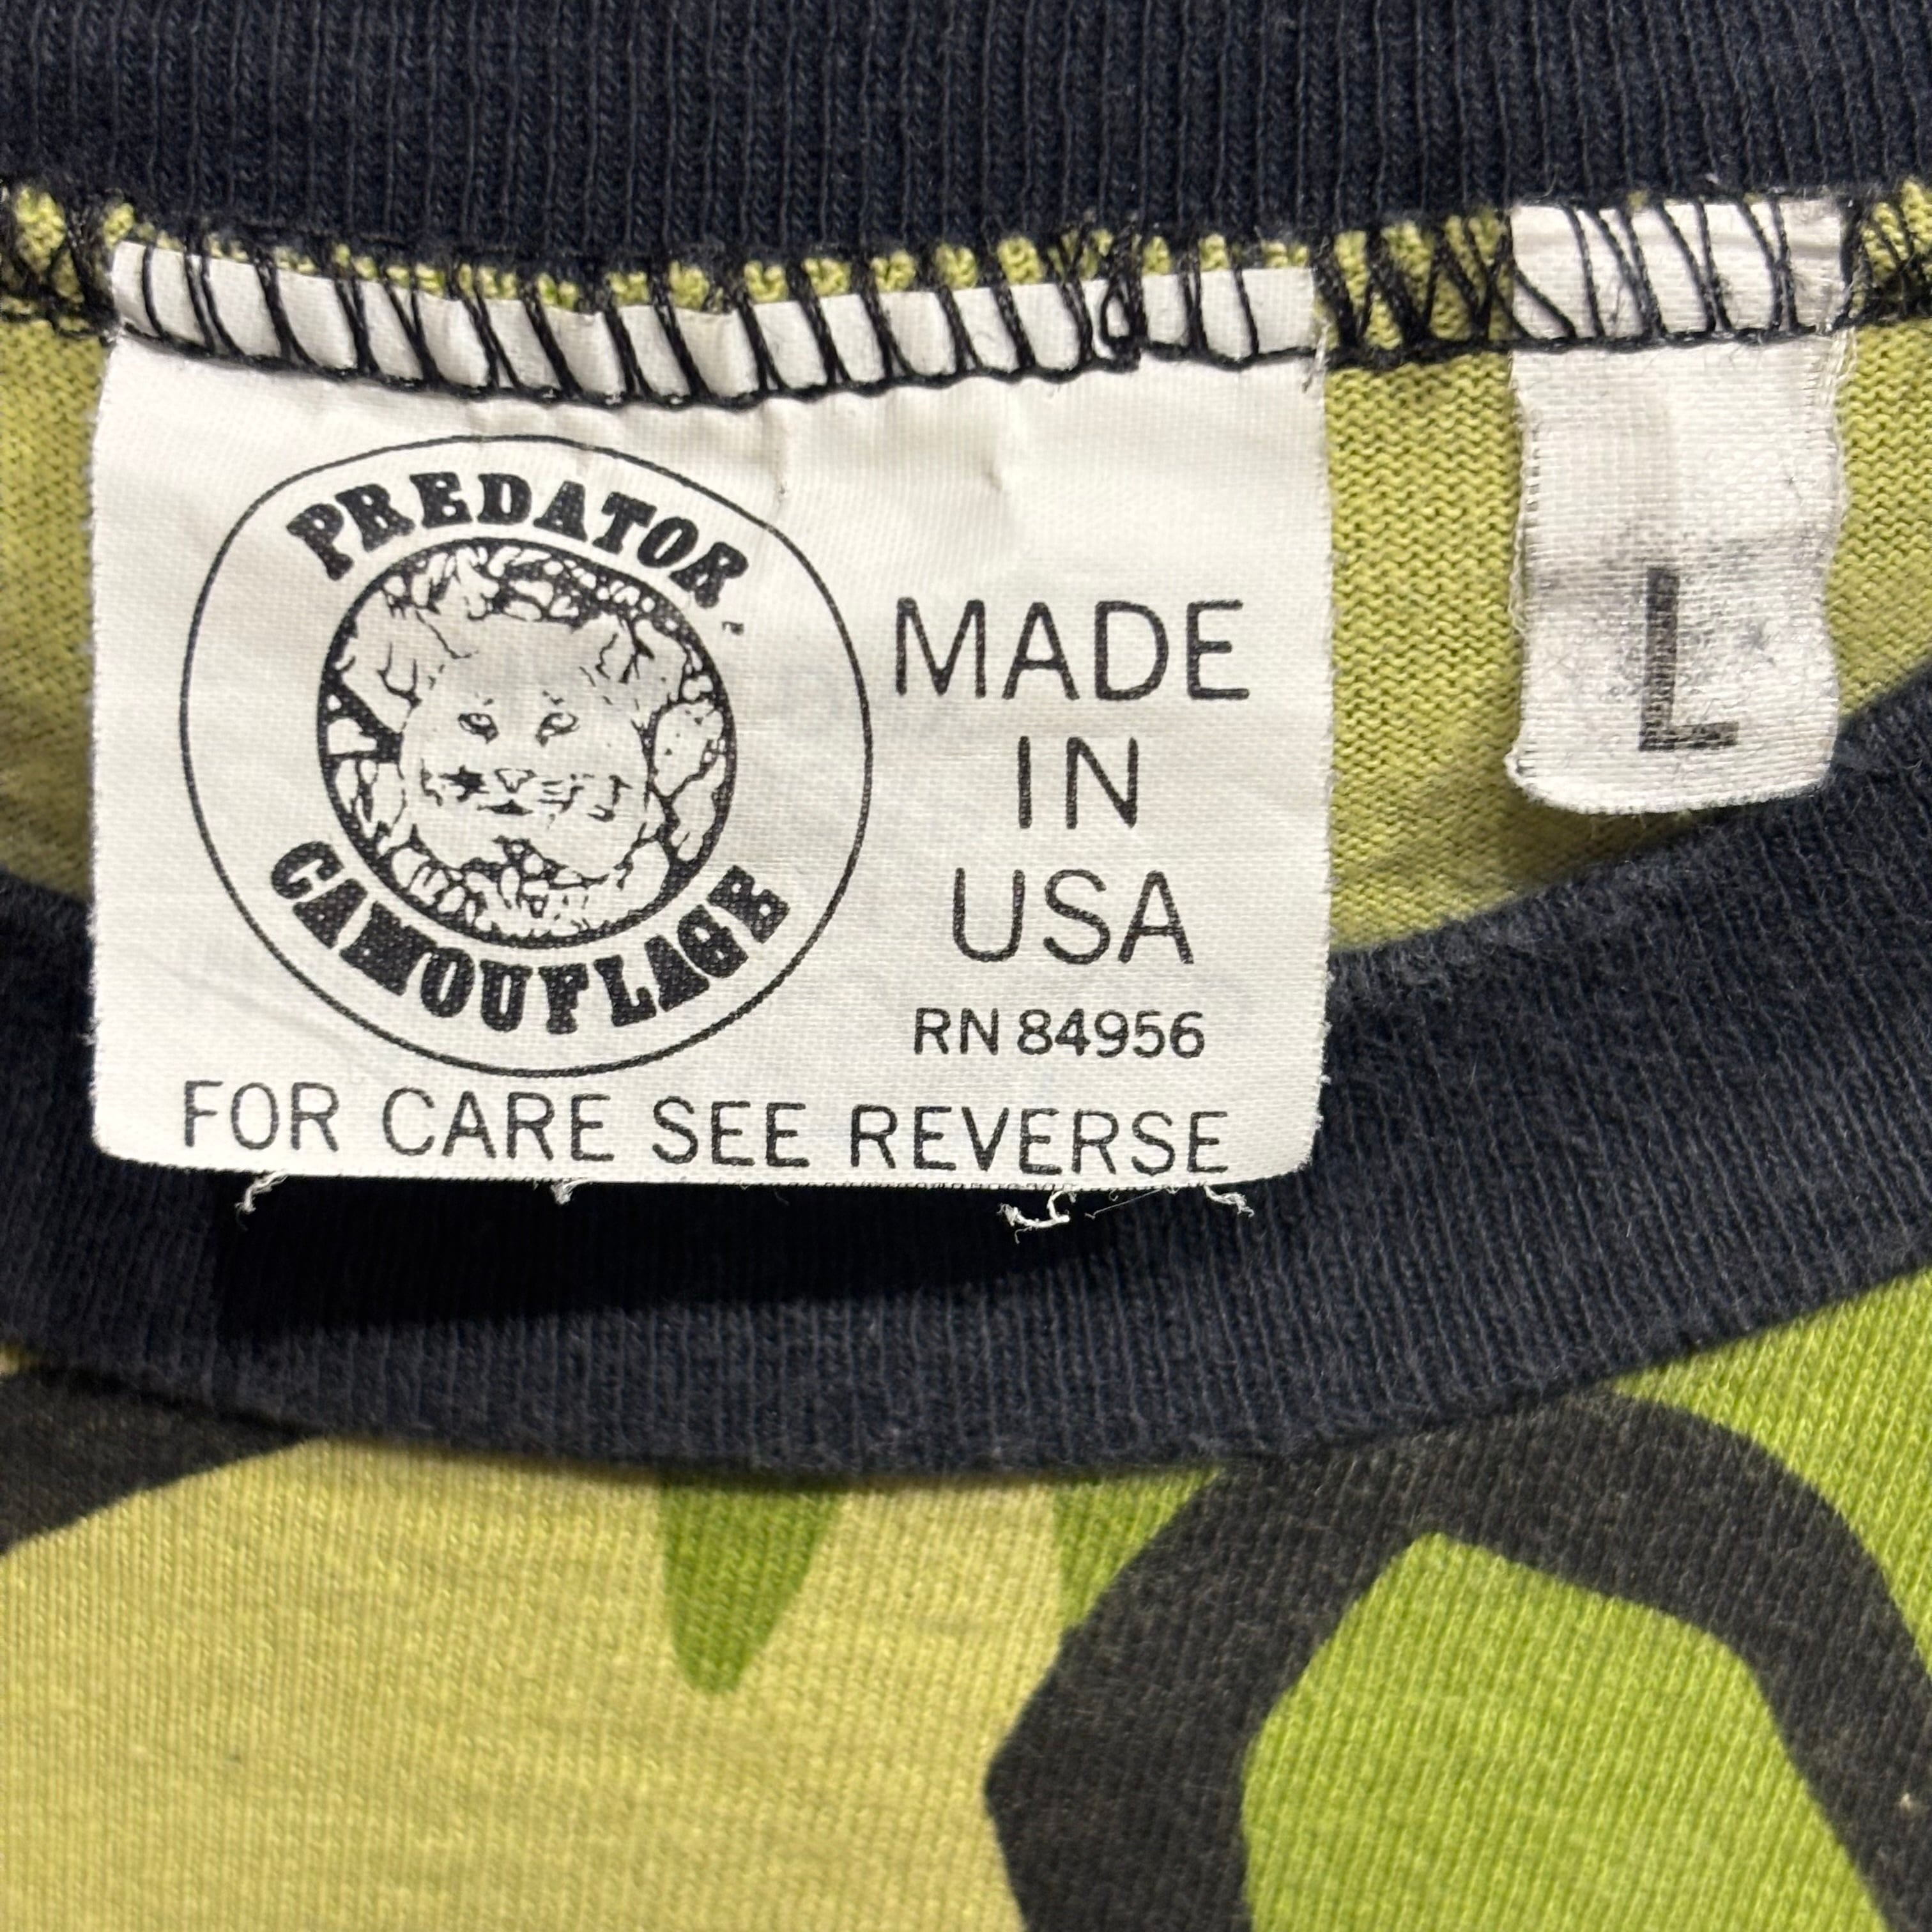 PREDATOR
CAMOUFLAGE
MADE
IN
USA
RN 84956
FOR CARE SEE REVERSE
L